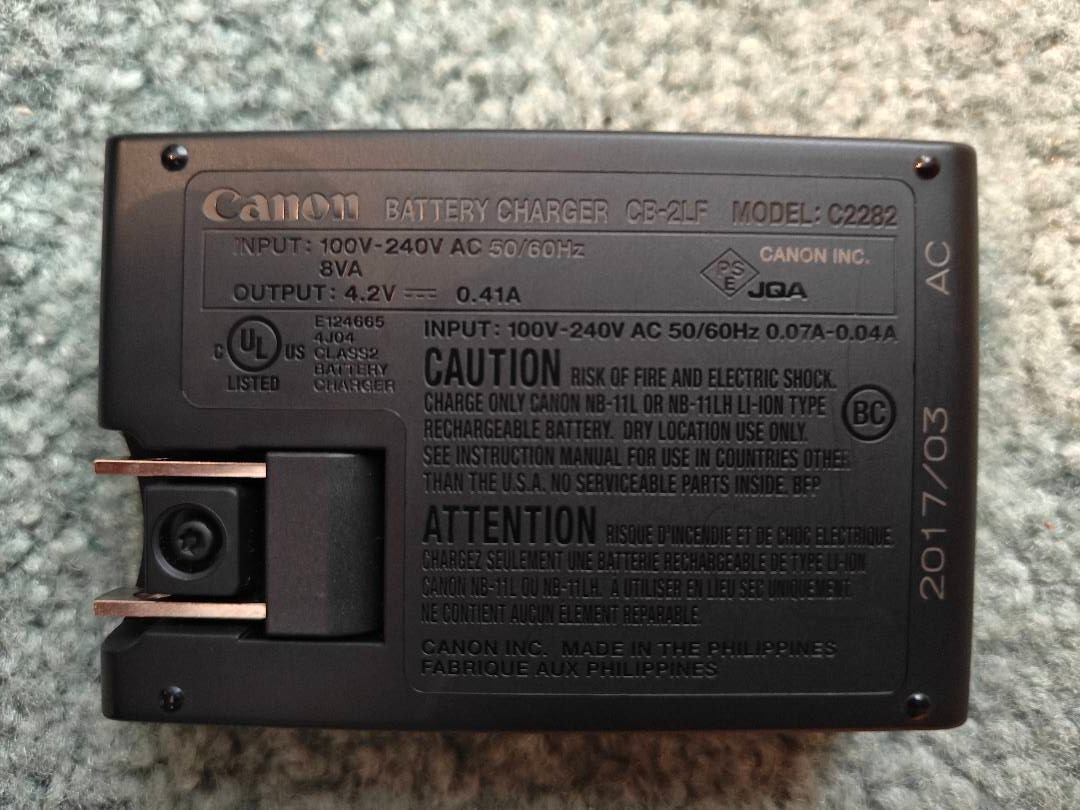 Canon BATTERY CHARGER CB-2LF MODEL: C2282
INPUT: 100V-240V AC 50/60Hz
8VA
OUTPUT: 4.2V ⎓ 0.41A
PSE JQA
CANON INC.
C UL US
LISTED
E124665
4J04
CLASS2
BATTERY
CHARGER
INPUT: 100V-240V AC 50/60Hz 0.07A-0.04A
CAUTION RISK OF FIRE AND ELECTRIC SHOCK.
CHARGE ONLY CANON NB-11L OR NB-11LH LI-ION TYPE
RECHARGEABLE BATTERY. DRY LOCATION USE ONLY.
SEE INSTRUCTION MANUAL FOR USE IN COUNTRIES OTHER
THAN THE U.S.A. NO SERVICEABLE PARTS INSIDE. BFP
BC
ATTENTION RISQUE D'INCENDIE ET DE CHOC ELECTRIQUE.
CHARGEZ SEULEMENT UNE BATTERIE RECHARGEABLE DE TYPE LI-ION
CANON NB-11L OU NB-11LH. A UTILISER EN LIEU SEC UNIQUEMENT.
NE CONTIENT AUCUN ELEMENT REPARABLE.
CANON INC. MADE IN THE PHILIPPINES
FABRIQUE AUX PHILIPPINES
2017/03 AC